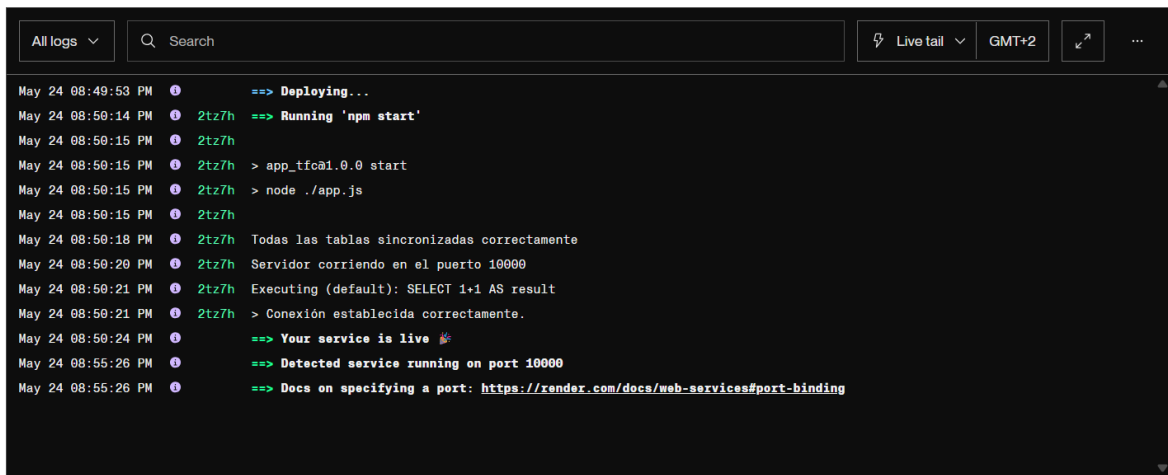 All logs Search Live tail GMT+2 ...
May 24 08:49:53 PM ==> Deploying...
May 24 08:50:14 PM 2tz7h ==> Running 'npm start'
May 24 08:50:15 PM 2tz7h
May 24 08:50:15 PM 2tz7h > app_tfc@1.0.0 start
May 24 08:50:15 PM 2tz7h > node ./app.js
May 24 08:50:15 PM 2tz7h
May 24 08:50:18 PM 2tz7h Todas las tablas sincronizadas correctamente
May 24 08:50:20 PM 2tz7h Servidor corriendo en el puerto 10000
May 24 08:50:21 PM 2tz7h Executing (default): SELECT 1+1 AS result
May 24 08:50:21 PM 2tz7h > Conexión establecida correctamente.
May 24 08:50:24 PM ==> Your service is live 🎉
May 24 08:55:26 PM ==> Detected service running on port 10000
May 24 08:55:26 PM ==> Docs on specifying a port: https://render.com/docs/web-services#port-binding